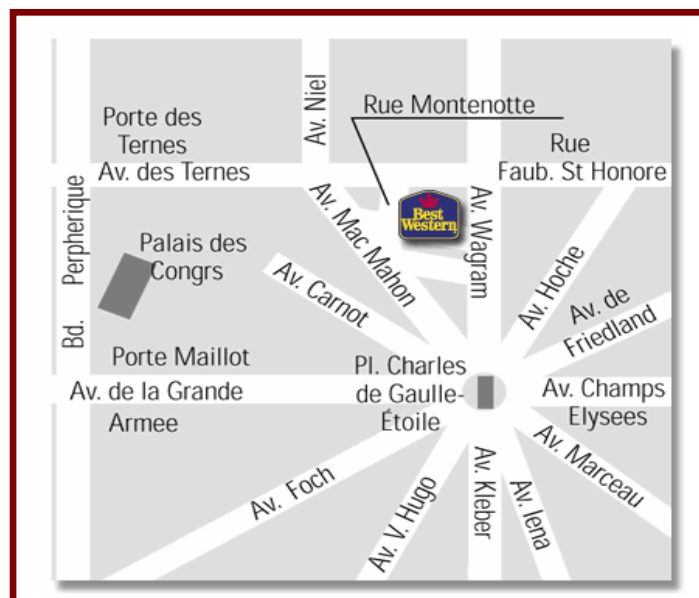 Av. Niel
Rue Montenotte
Porte des
Ternes
Av. des Ternes
Rue
Faub. St Honore
Best
Western
Av. Mac Mahon
Av. Wagram
Bd. Perpherique
Palais des
Congrs
Av. Carnot
Av. Hoche
Av. de
Friedland
Porte Maillot
Av. de la Grande
Armee
Pl. Charles
de Gaulle-
Étoile
Av. Champs
Elysees
Av. Foch
Av. V. Hugo
Av. Kleber
Av. Iena
Av. Marceau